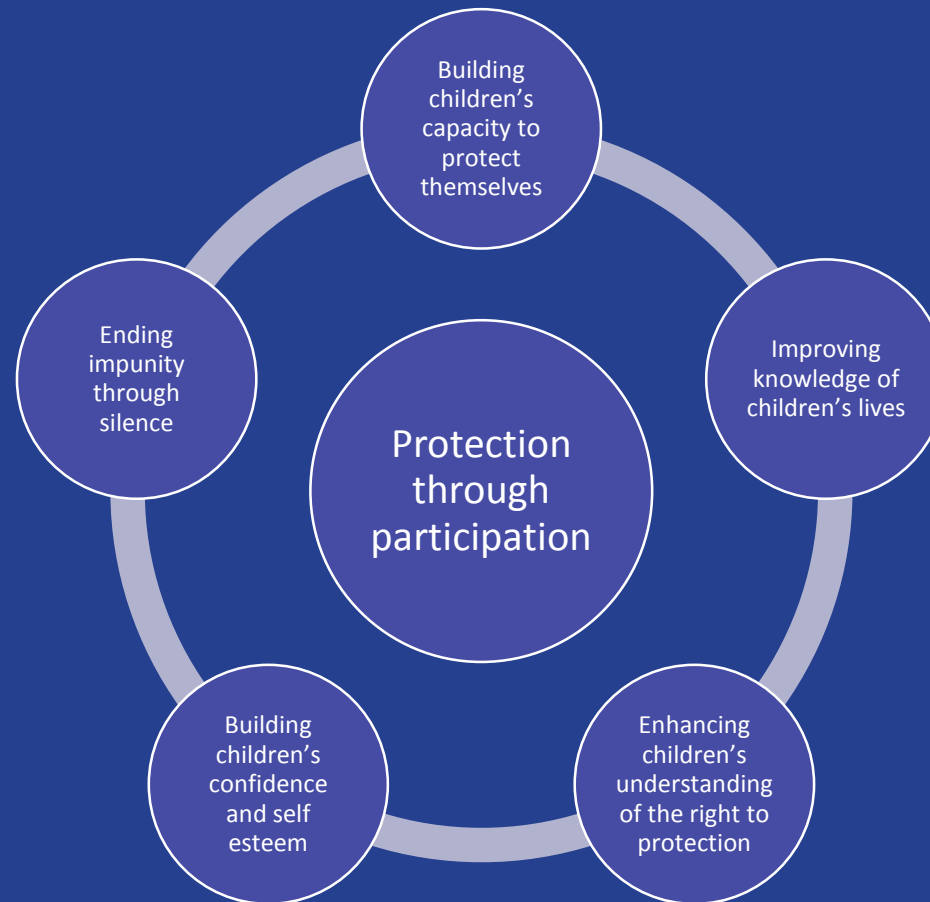 Building
children’s
capacity to
protect
themselves
Improving
knowledge of
children’s lives
Enhancing
children’s
understanding
of the right to
protection
Building
children’s
confidence
and self
esteem
Ending
impunity
through
silence
Protection
through
participation